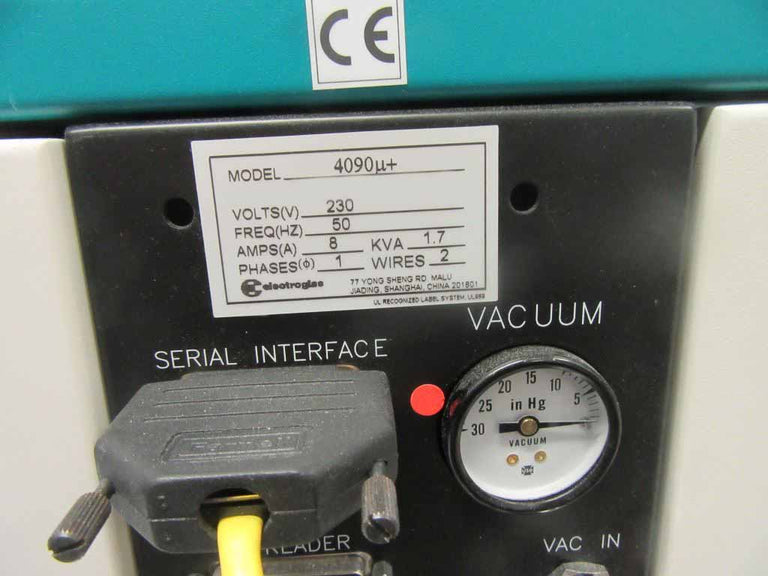 CE
MODEL 4090µ+
VOLTS(V) 230
FREQ(HZ) 50
AMPS(A) 8 KVA 1.7
PHASES(ϕ) 1 WIRES 2
electroglas
77 YONG SHENG RD. MALU
JIADING, SHANGHAI, CHINA 201801
UL RECOGNIZED LABEL SYSTEM,
VACUUM
SERIAL INTERFACE
30 25 20 15 10 5
in Hg
VACUUM
READER
VAC IN